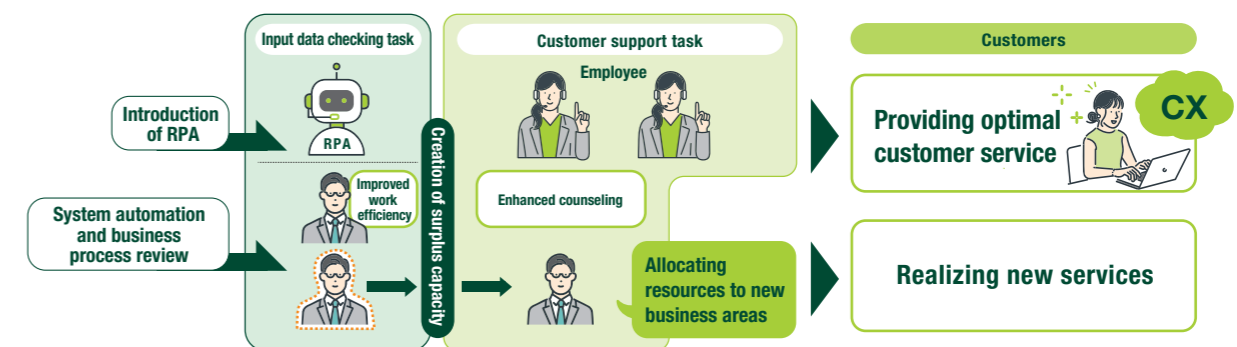 Input data checking task
Customer support task
Customers
Employee
Introduction
of RPA
RPA
Providing optimal
customer service
CX
Improved
work
efficiency
Creation of surplus capacity
Enhanced counseling
System automation
and business
process review
Allocating
resources to new
business areas
Realizing new services